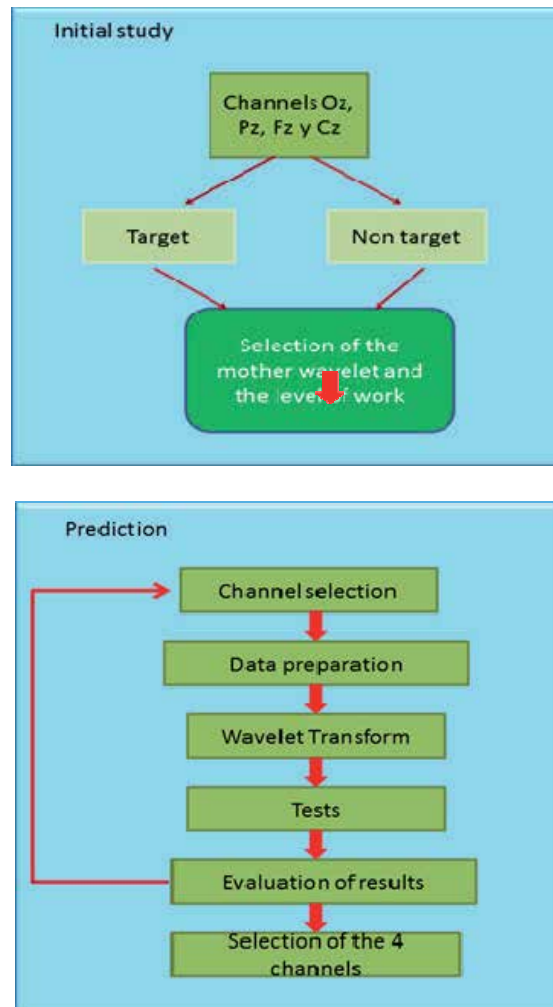 Initial study
Channels Oz,
Pz, Fz y Cz
Target
Non target
Selection of the
mother wavelet and
the level of work
Prediction
Channel selection
Data preparation
Wavelet Transform
Tests
Evaluation of results
Selection of the 4
channels